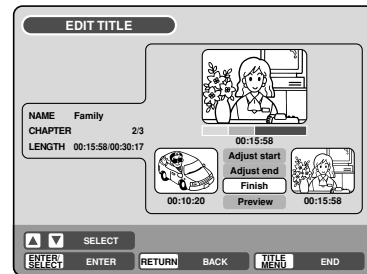 EDIT TITLE
NAME Family
CHAPTER 2/3
LENGTH 00:15:58/00:30:17
00:15:58
Adjust start
Adjust end
Finish
Preview
00:10:20
00:15:58
SELECT
ENTER/SELECT ENTER RETURN BACK TITLE MENU END